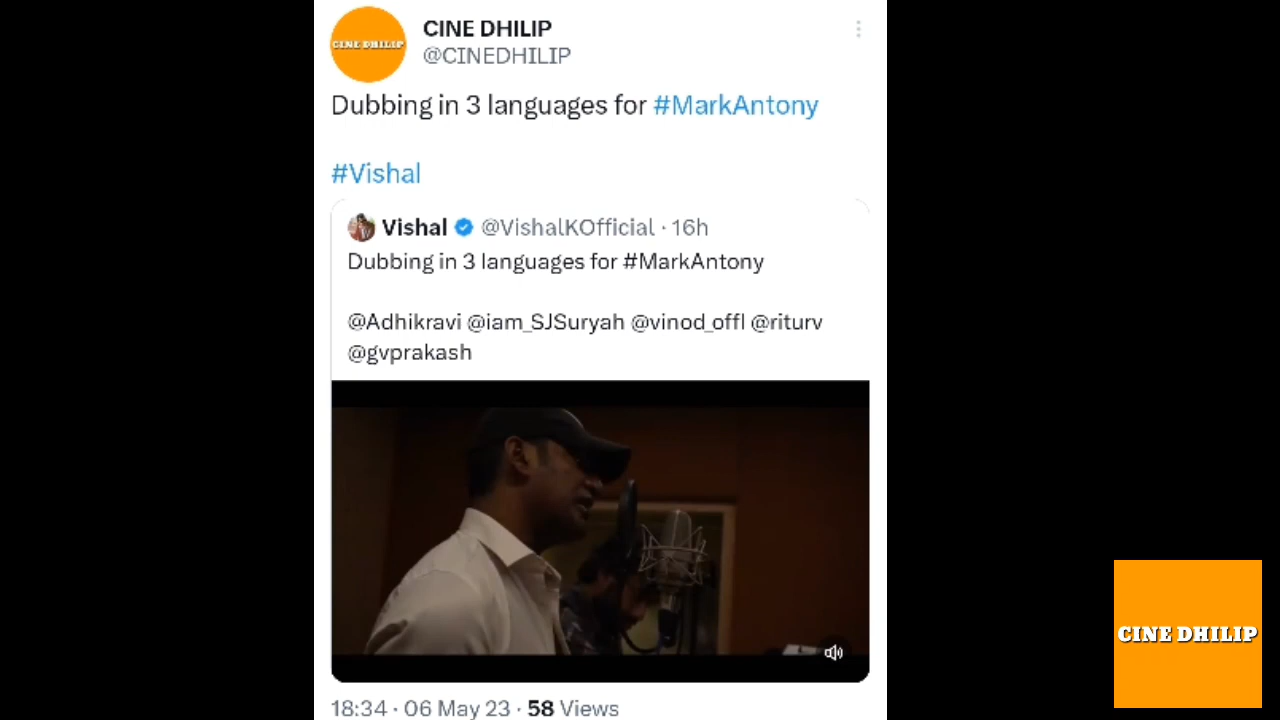 CINE DHILIP
CINE DHILIP
@CINEDHILIP
Dubbing in 3 languages for #MarkAntony
#Vishal
Vishal @VishalKOfficial · 16h
Dubbing in 3 languages for #MarkAntony
@Adhikravi @iam_SJSuryah @vinod_offl @riturv
@gvprakash
18:34 · 06 May 23 · 58 Views
CINE DHILIP